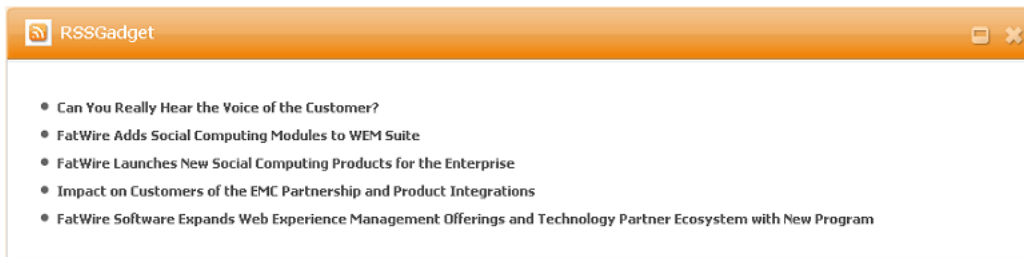 RSSGadget
Can You Really Hear the Voice of the Customer?
FatWire Adds Social Computing Modules to WEM Suite
FatWire Launches New Social Computing Products for the Enterprise
Impact on Customers of the EMC Partnership and Product Integrations
FatWire Software Expands Web Experience Management Offerings and Technology Partner Ecosystem with New Program